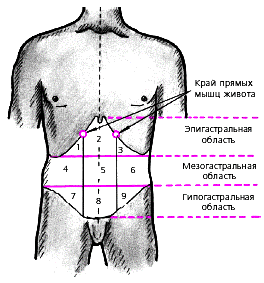 Край прямых
мышц живота
Эпигастральная
область
Мезогастральная
область
Гипогастральная
область
1 2 3
4 5 6
7 8 9